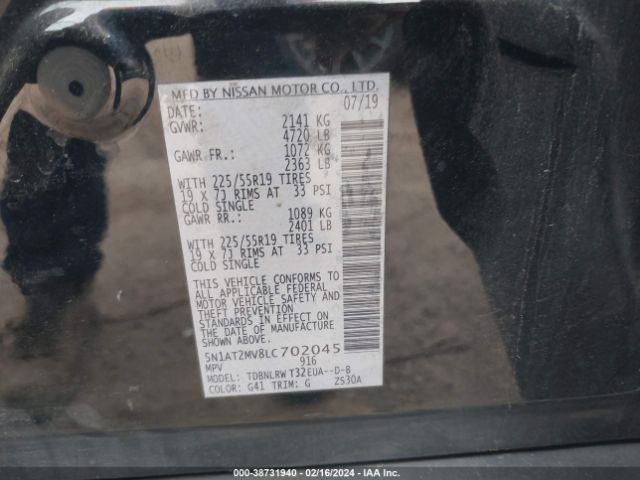 MFD BY NISSAN MOTOR CO., LTD.
DATE: 07/19
GVWR: 2141 KG
4720 LB
GAWR FR.: 1072 KG
2363 LB
WITH 225/55R19 TIRES
19 X 7J RIMS AT 33 PSI
COLD SINGLE
GAWR RR.: 1089 KG
2401 LB
WITH 225/55R19 TIRES
19 X 7J RIMS AT 33 PSI
COLD SINGLE
THIS VEHICLE CONFORMS TO
ALL APPLICABLE FEDERAL
MOTOR VEHICLE SAFETY AND
THEFT PREVENTION
STANDARDS IN EFFECT ON
THE DATE OF MANUFACTURE
SHOWN ABOVE.
5N1AT2MV8LC702045
MPV 916
MODEL: TDBNLRW T32EUA--D-B
COLOR: G41 TRIM: G ZS30A
000-38731940 - 02/16/2024 - IAA Inc.